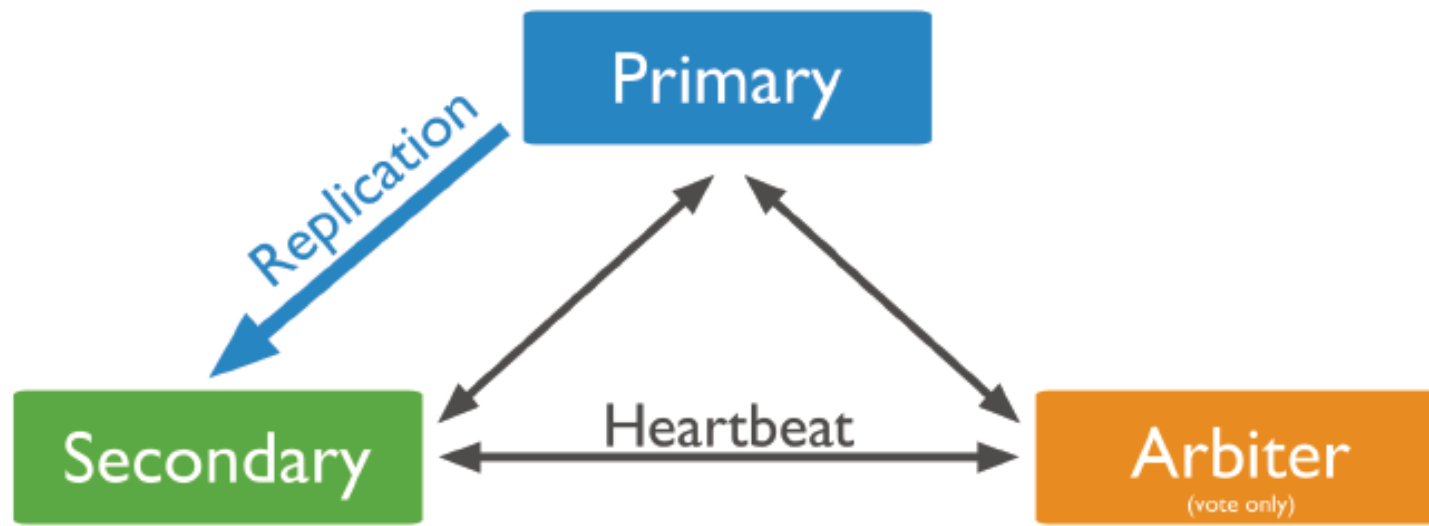 Primary
Replication
Heartbeat
Secondary
Arbiter
(vote only)